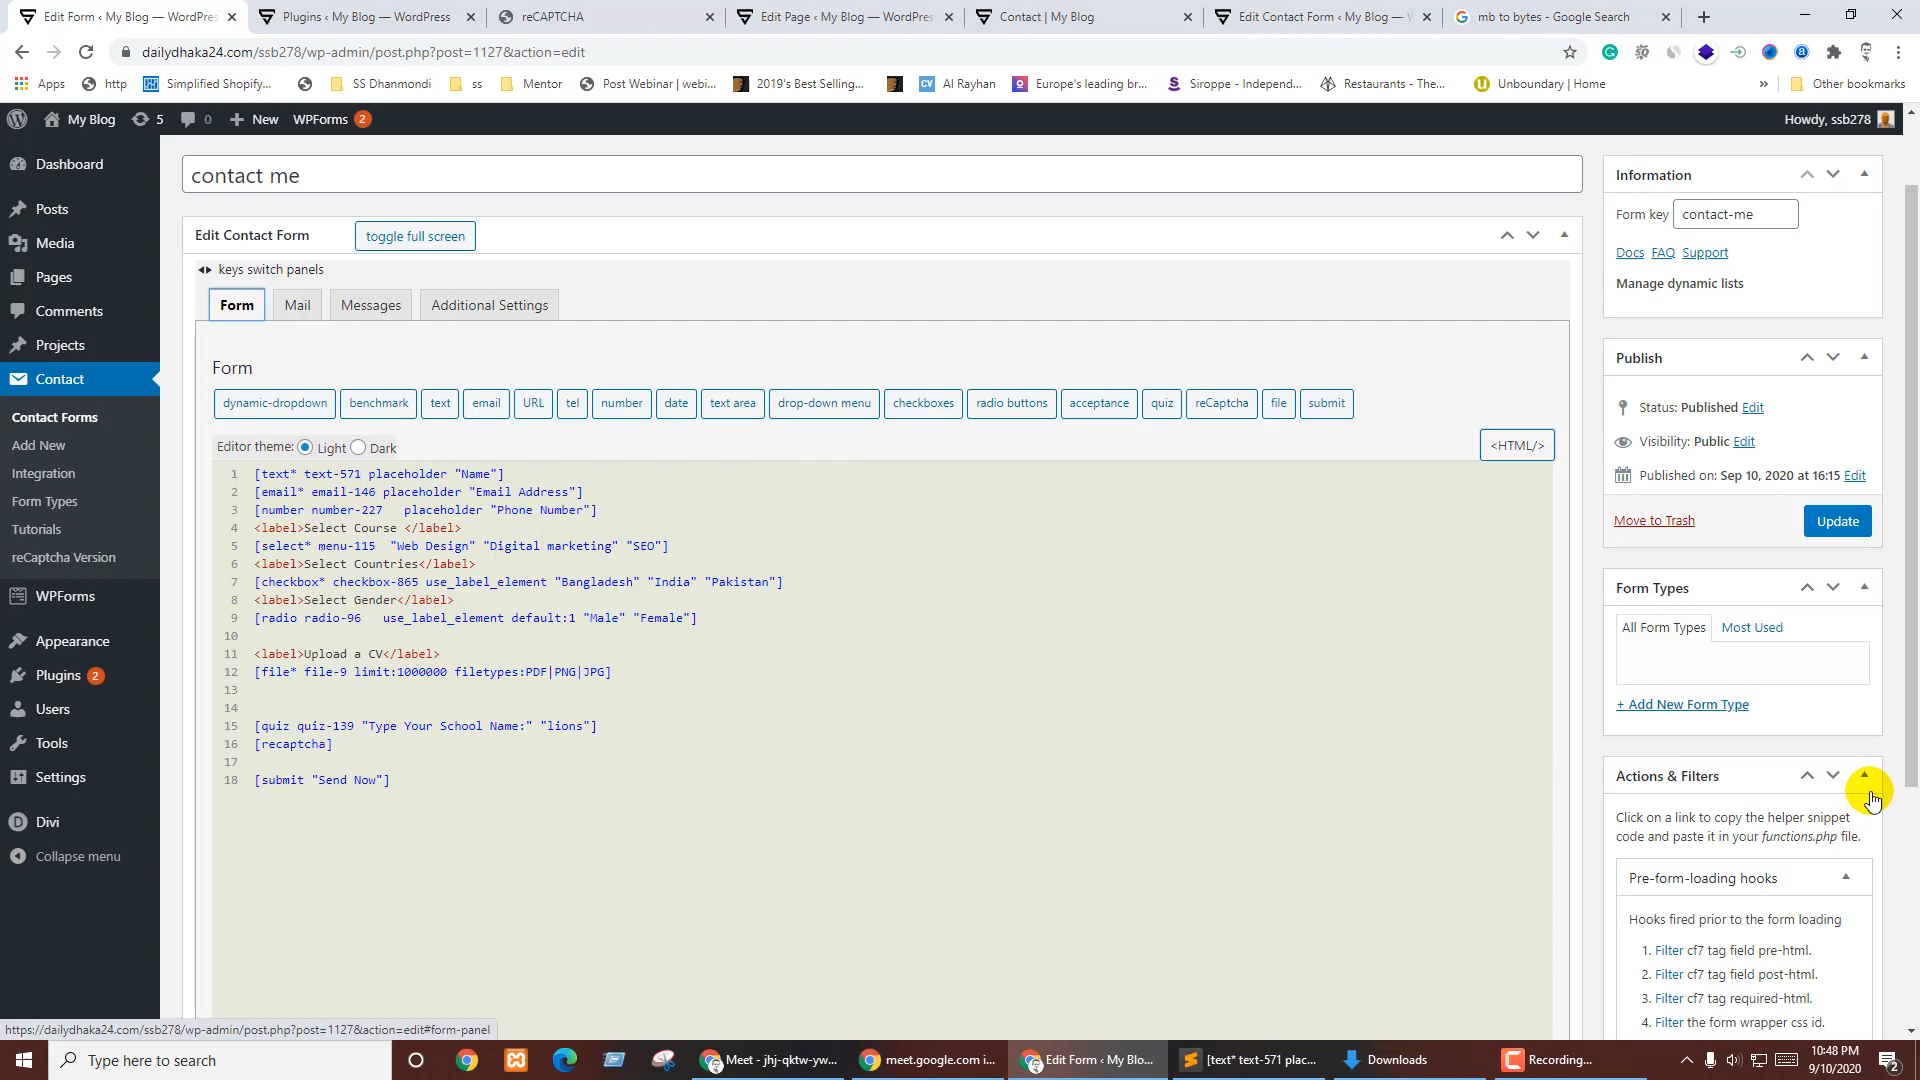 Edit Form ‹ My Blog — WordPres
Plugins ‹ My Blog — WordPress
reCAPTCHA
Edit Page ‹ My Blog — WordPres
Contact | My Blog
Edit Contact Form ‹ My Blog — W
mb to bytes - Google Search
dailydhaka24.com/ssb278/wp-admin/post.php?post=1127&action=edit
Apps
http
Simplified Shopify...
SS Dhanmondi
ss
Mentor
Post Webinar | webi...
2019's Best Selling...
Al Rayhan
Europe's leading br...
Siroppe - Independ...
Restaurants - The...
Unboundary | Home
»
Other bookmarks
My Blog
5
0
New
WPForms
2
Howdy, ssb278
Dashboard
Posts
Media
Pages
Comments
Projects
Contact
Contact Forms
Add New
Integration
Form Types
Tutorials
reCaptcha Version
WPForms
Appearance
Plugins 2
Users
Tools
Settings
Divi
Collapse menu
contact me
Edit Contact Form
toggle full screen
keys switch panels
Form
Mail
Messages
Additional Settings
Form
dynamic-dropdown
benchmark
text
email
URL
tel
number
date
text area
drop-down menu
checkboxes
radio buttons
acceptance
quiz
reCaptcha
file
submit
Editor theme: Light Dark
<HTML/>
1 [text* text-571 placeholder "Name"]
2 [email* email-146 placeholder "Email Address"]
3 [number number-227   placeholder "Phone Number"]
4 <label>Select Course </label>
5 [select* menu-115  "Web Design" "Digital marketing" "SEO"]
6 <label>Select Countries</label>
7 [checkbox* checkbox-865 use_label_element "Bangladesh" "India" "Pakistan"]
8 <label>Select Gender</label>
9 [radio radio-96   use_label_element default:1 "Male" "Female"]
10
11 <label>Upload a CV</label>
12 [file* file-9 limit:1000000 filetypes:PDF|PNG|JPG]
13
14
15 [quiz quiz-139 "Type Your School Name:" "lions"]
16 [recaptcha]
17
18 [submit "Send Now"]
Information
Form key contact-me
Docs FAQ Support
Manage dynamic lists
Publish
Status: Published Edit
Visibility: Public Edit
Published on: Sep 10, 2020 at 16:15 Edit
Move to Trash
Update
Form Types
All Form Types
Most Used
+ Add New Form Type
Actions & Filters
Click on a link to copy the helper snippet
code and paste it in your functions.php file.
Pre-form-loading hooks
Hooks fired prior to the form loading
1. Filter cf7 tag field pre-html.
2. Filter cf7 tag field post-html.
3. Filter cf7 tag required-html.
4. Filter the form wrapper css id.
https://dailydhaka24.com/ssb278/wp-admin/post.php?post=1127&action=edit#form-panel
Type here to search
Meet - jhj-qktw-yw...
meet.google.com i...
Edit Form ‹ My Blo...
[text* text-571 plac...
Downloads
Recording...
10:48 PM
9/10/2020
2